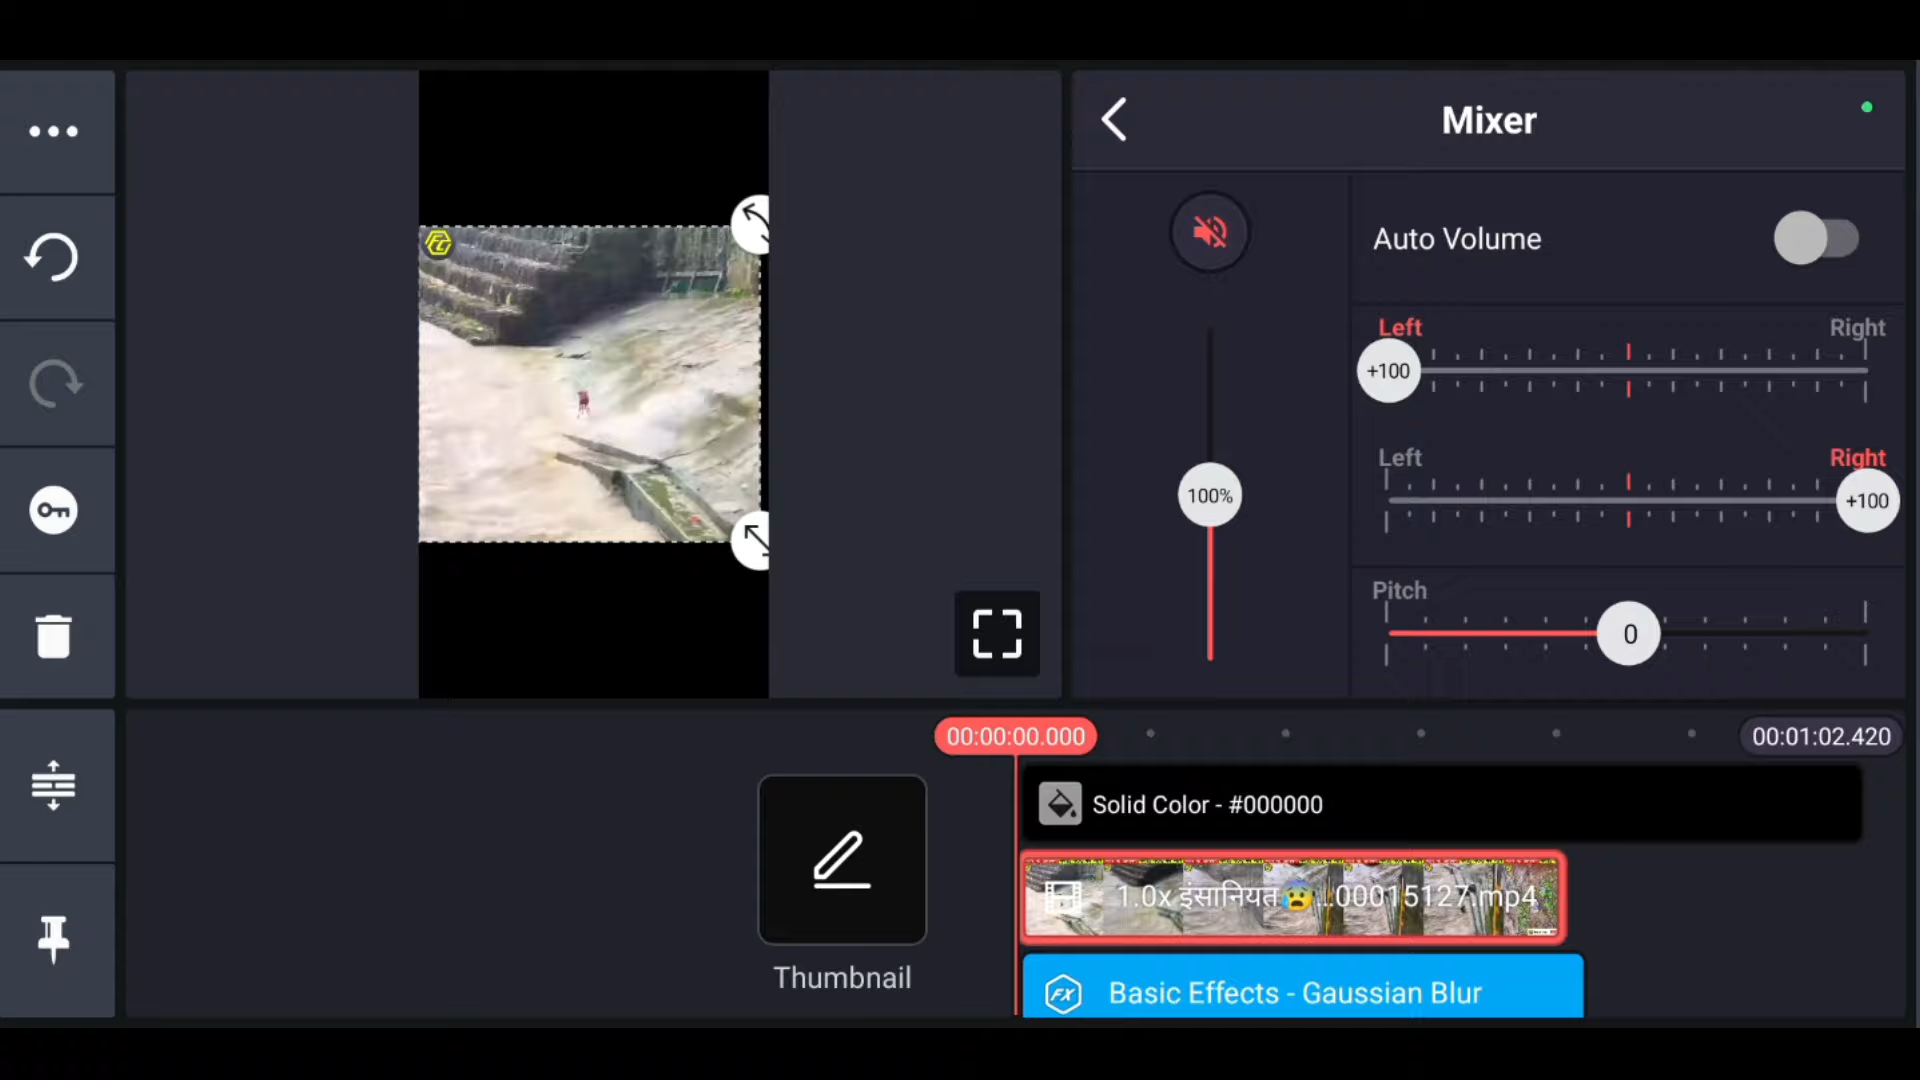 Mixer
Auto Volume
Left
Right
+100
Left
Right
+100
100%
Pitch
0
00:00:00.000
00:01:02.420
Solid Color - #000000
1.0x इंसानियत😰...00015127.mp4
Thumbnail
FX
Basic Effects - Gaussian Blur